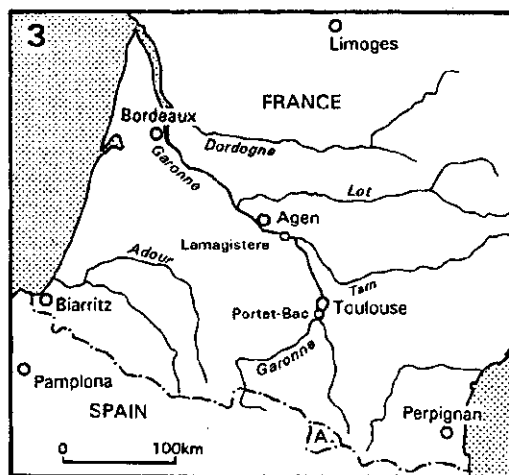 3
Limoges
FRANCE
Bordeaux
Dordogne
Garonne
Lot
Agen
Lamagistere
Adour
Tarn
Biarritz
Toulouse
Portet-Bac
Garonne
Pamplona
SPAIN
A
Perpignan
0 100km